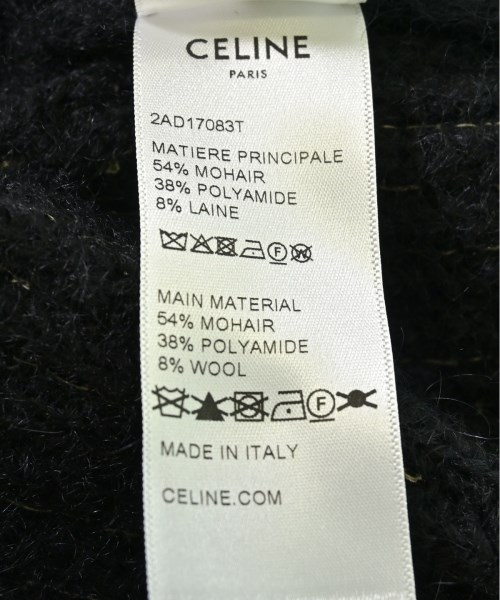 CELINE
PARIS
2AD17083T
MATIERE PRINCIPALE
54% MOHAIR
38% POLYAMIDE
8% LAINE
F W
MAIN MATERIAL
54% MOHAIR
38% POLYAMIDE
8% WOOL
F
MADE IN ITALY
CELINE.COM